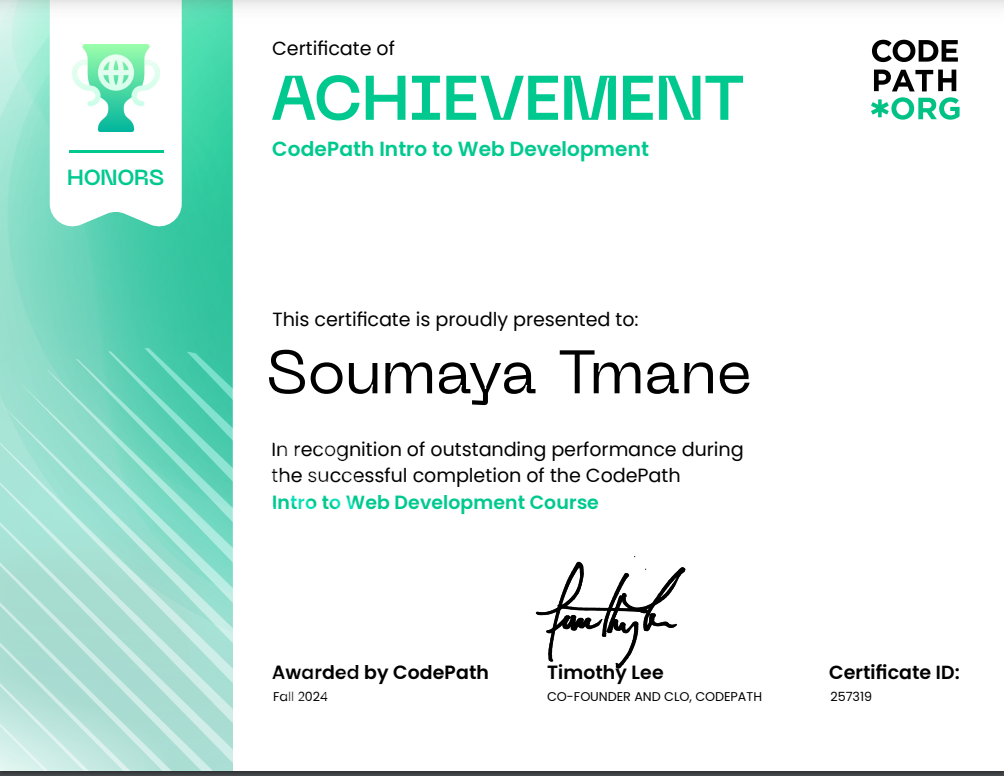 HONORS
Certificate of
ACHIEVEMENT
CodePath Intro to Web Development
CODE
PATH
*ORG
This certificate is proudly presented to:
Soumaya Tmane
In recognition of outstanding performance during
the successful completion of the CodePath
Intro to Web Development Course
Awarded by CodePath
Fall 2024
Timothy Lee
CO-FOUNDER AND CLO, CODEPATH
Certificate ID:
257319